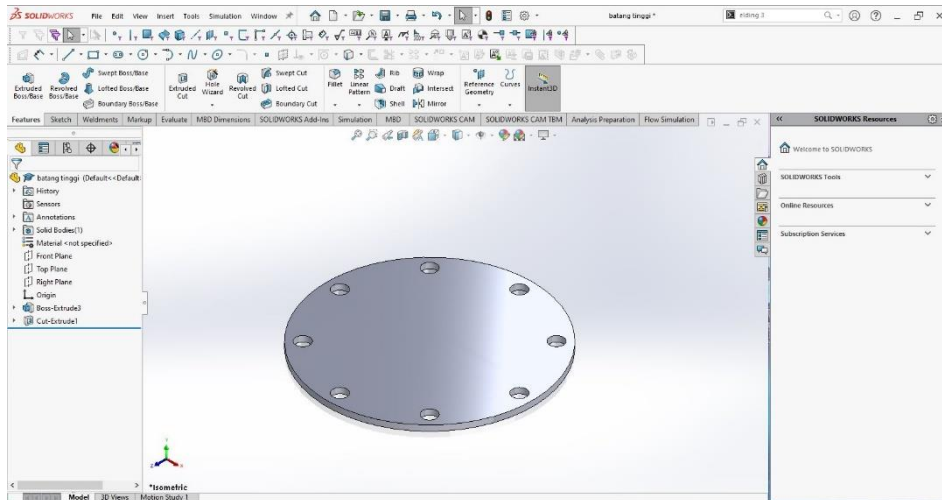 SOLIDWORKS File Edit View Insert Tools Simulation Window batang tinggi * riding 3
Extruded Boss/Base
Revolved Boss/Base
Swept Boss/Base
Lofted Boss/Base
Boundary Boss/Base
Extruded Cut
Hole Wizard
Revolved Cut
Swept Cut
Lofted Cut
Boundary Cut
Fillet
Linear Pattern
Rib
Draft
Shell
Wrap
Intersect
Mirror
Reference Geometry
Curves
Instant3D
Features Sketch Weldments Markup Evaluate MBD Dimensions SOLIDWORKS Add-Ins Simulation MBD SOLIDWORKS CAM SOLIDWORKS CAM TBM Analysis Preparation Flow Simulation
batang tinggi (Default<<Default
History
Sensors
Annotations
Solid Bodies(1)
Material <not specified>
Front Plane
Top Plane
Right Plane
Origin
Boss-Extrude3
Cut-Extrude1
*Isometric
Model 3D Views Motion Study 1
SOLIDWORKS Resources
Welcome to SOLIDWORKS
SOLIDWORKS Tools
Online Resources
Subscription Services